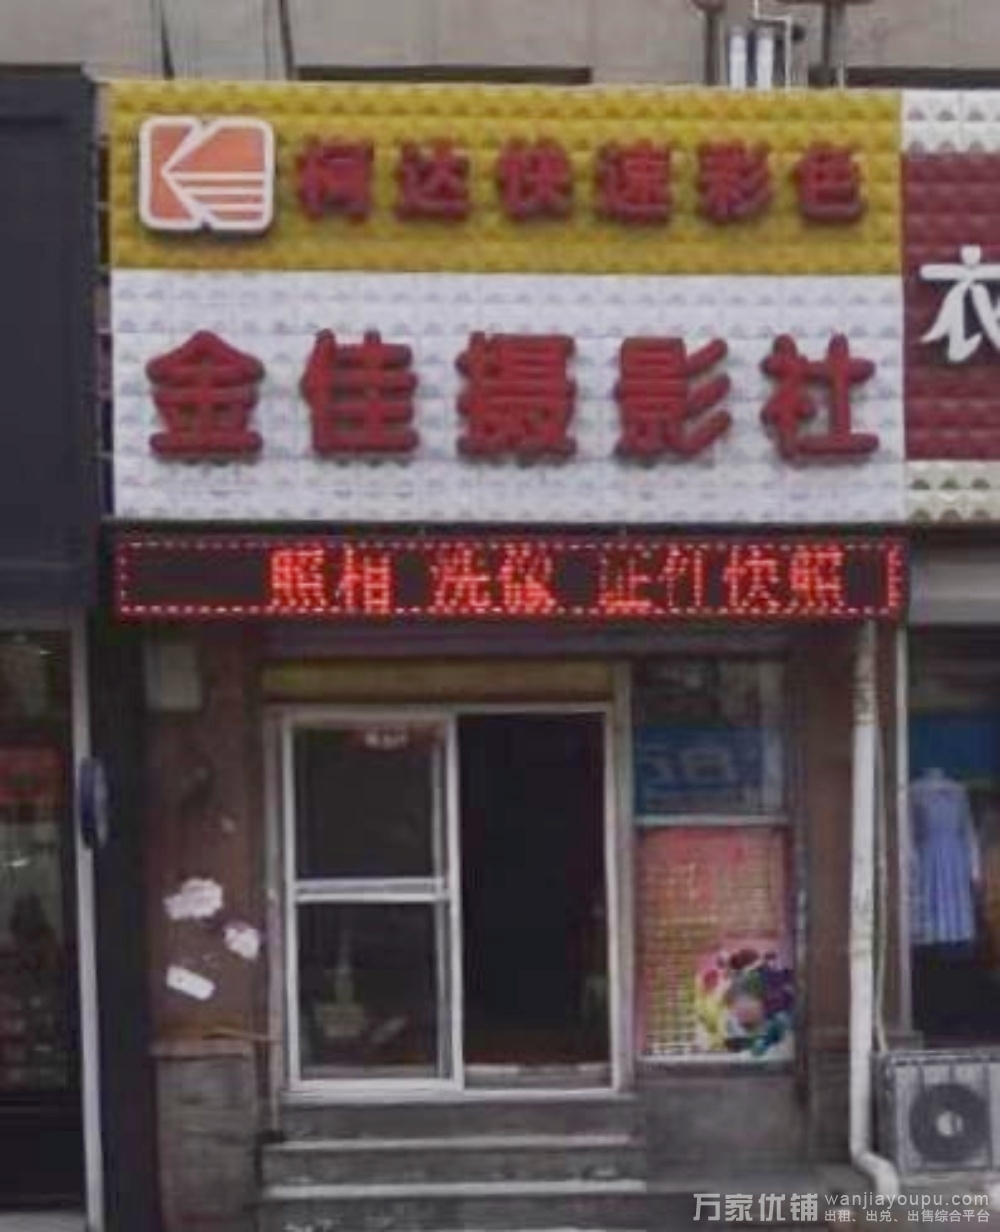 柯达快速彩色
金佳摄影社
衣
照相 洗像 证件快照
万家优铺 wanjiayoupu.com
出租、出兑、出售综合平台